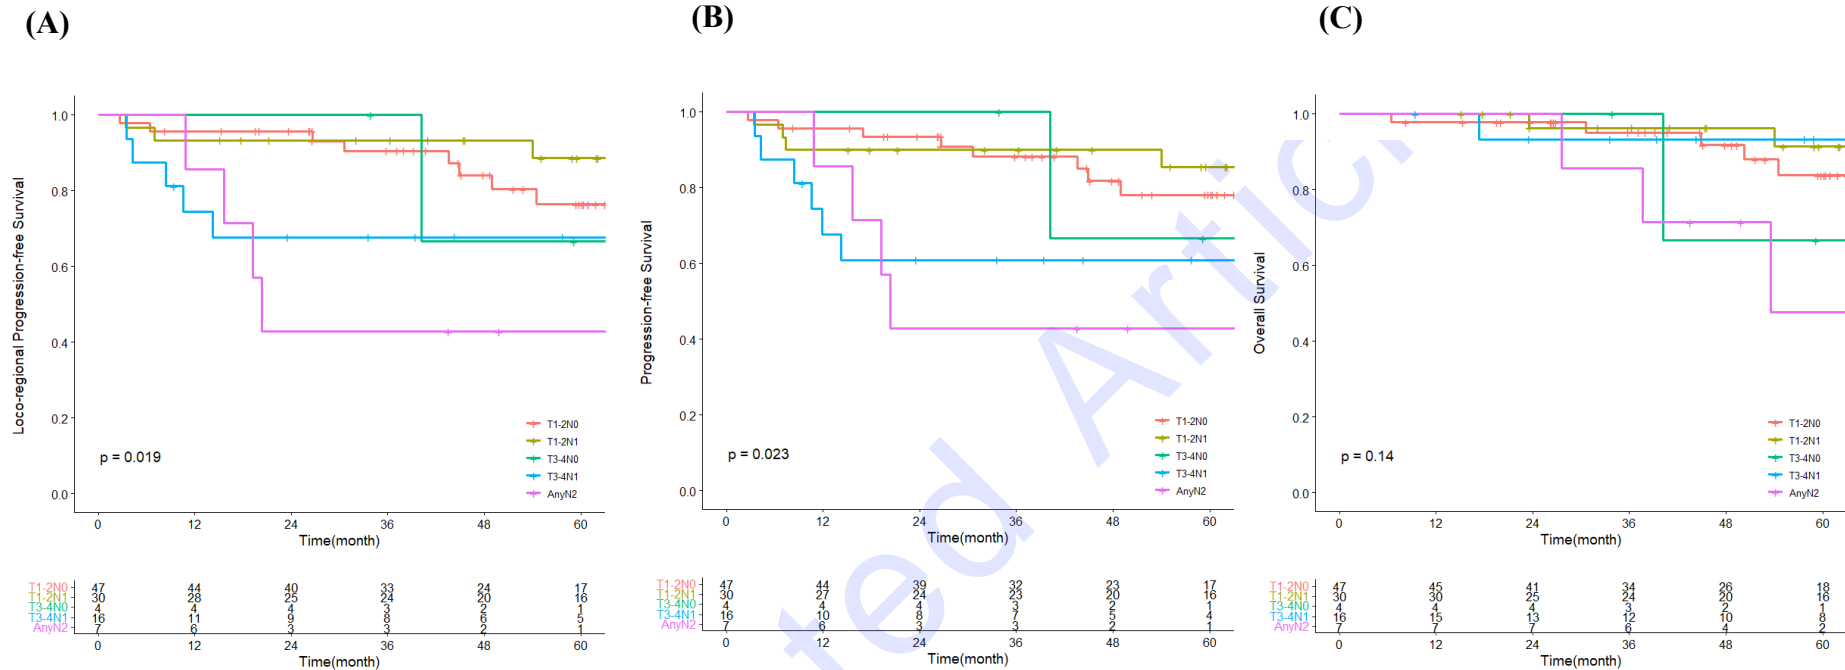 (A)
Loco-regional Progression-free Survival
1.0
0.8
0.6
0.4
0.2
0.0
p = 0.019
T1-2N0
T1-2N1
T3-4N0
T3-4N1
AnyN2
0 12 24 36 48 60
Time(month)
T1-2N0 47 44 40 33 24 17
T1-2N1 30 28 25 24 20 16
T3-4N0 4 4 4 3 2 1
T3-4N1 16 11 9 8 6 5
AnyN2 7 6 3 3 2 1
0 12 24 36 48 60
Time(month)
(B)
Progression-free Survival
1.0
0.8
0.6
0.4
0.2
0.0
p = 0.023
T1-2N0
T1-2N1
T3-4N0
T3-4N1
AnyN2
0 12 24 36 48 60
Time(month)
T1-2N0 47 44 39 32 23 17
T1-2N1 30 27 24 23 20 16
T3-4N0 4 4 4 3 2 1
T3-4N1 16 10 8 7 5 4
AnyN2 7 6 3 3 2 1
0 12 24 36 48 60
Time(month)
(C)
Overall Survival
1.0
0.8
0.6
0.4
0.2
0.0
p = 0.14
T1-2N0
T1-2N1
T3-4N0
T3-4N1
AnyN2
0 12 24 36 48 60
Time(month)
T1-2N0 47 45 41 34 26 18
T1-2N1 30 30 25 24 20 16
T3-4N0 4 4 4 3 2 1
T3-4N1 16 15 13 12 10 8
AnyN2 7 7 7 6 4 2
0 12 24 36 48 60
Time(month)
ted Artic